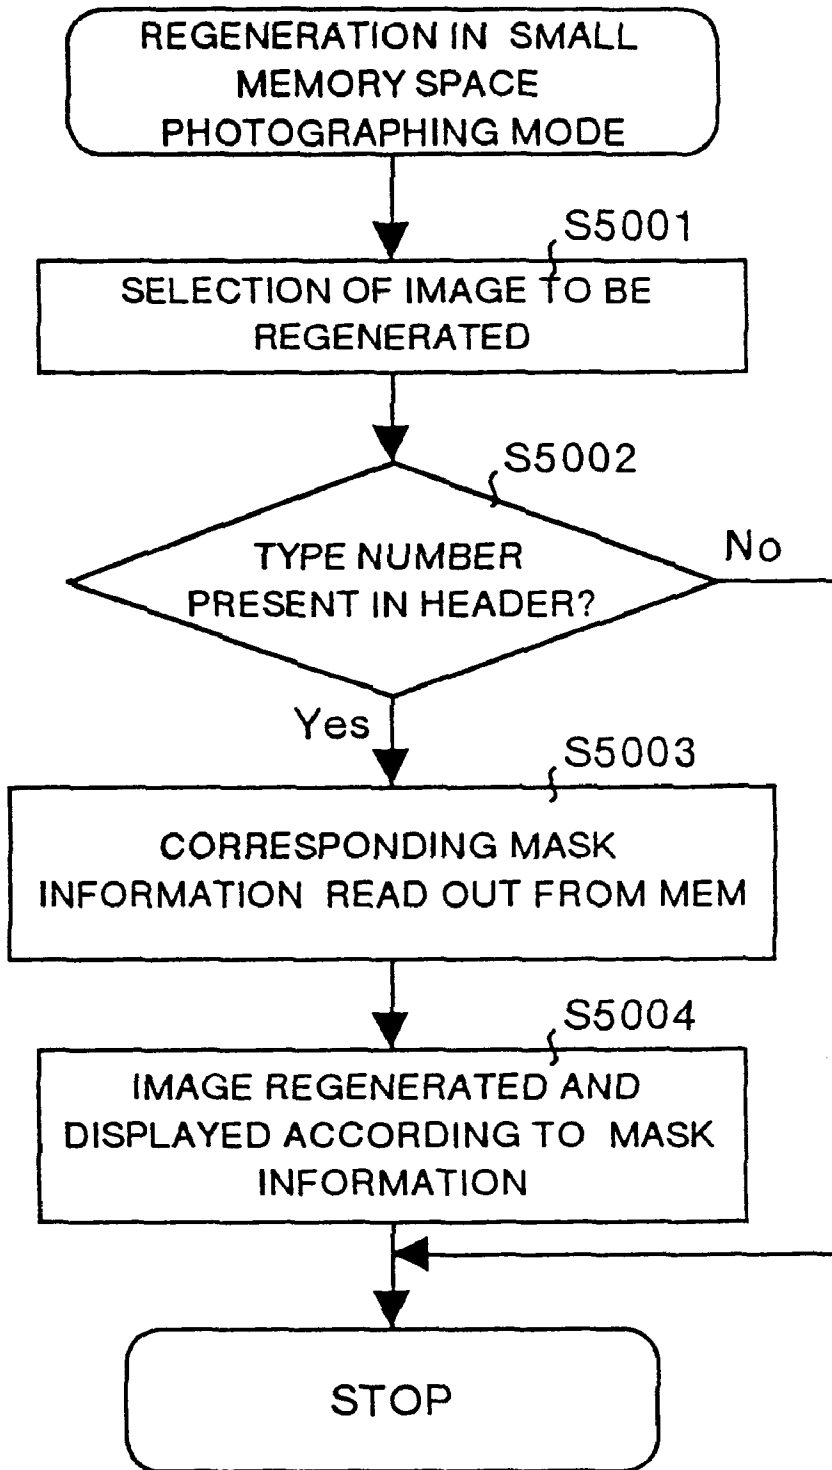 REGENERATION IN SMALL
MEMORY SPACE
PHOTOGRAPHING MODE
S5001
SELECTION OF IMAGE TO BE
REGENERATED
S5002
TYPE NUMBER
PRESENT IN HEADER?
No
Yes
S5003
CORRESPONDING MASK
INFORMATION READ OUT FROM MEM
S5004
IMAGE REGENERATED AND
DISPLAYED ACCORDING TO MASK
INFORMATION
STOP